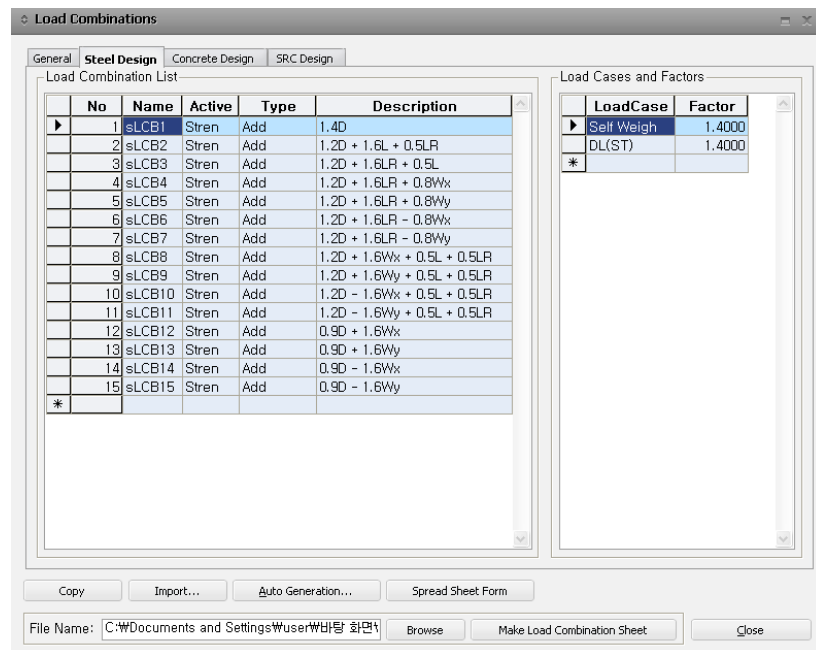 Load Combinations
General Steel Design Concrete Design SRC Design
Load Combination List
No Name Active Type Description
1 sLCB1 Stren Add 1.4D
2 sLCB2 Stren Add 1.2D + 1.6L + 0.5LR
3 sLCB3 Stren Add 1.2D + 1.6LR + 0.5L
4 sLCB4 Stren Add 1.2D + 1.6LR + 0.8Wx
5 sLCB5 Stren Add 1.2D + 1.6LR + 0.8Wy
6 sLCB6 Stren Add 1.2D + 1.6LR - 0.8Wx
7 sLCB7 Stren Add 1.2D + 1.6LR - 0.8Wy
8 sLCB8 Stren Add 1.2D + 1.6Wx + 0.5L + 0.5LR
9 sLCB9 Stren Add 1.2D + 1.6Wy + 0.5L + 0.5LR
10 sLCB10 Stren Add 1.2D - 1.6Wx + 0.5L + 0.5LR
11 sLCB11 Stren Add 1.2D - 1.6Wy + 0.5L + 0.5LR
12 sLCB12 Stren Add 0.9D + 1.6Wx
13 sLCB13 Stren Add 0.9D + 1.6Wy
14 sLCB14 Stren Add 0.9D - 1.6Wx
15 sLCB15 Stren Add 0.9D - 1.6Wy
*
Load Cases and Factors
LoadCase Factor
Self Weigh 1.4000
DL(ST) 1.4000
*
Copy Import... Auto Generation... Spread Sheet Form
File Name: C:₩Documents and Settings₩user₩바탕 화면₩ Browse Make Load Combination Sheet Close